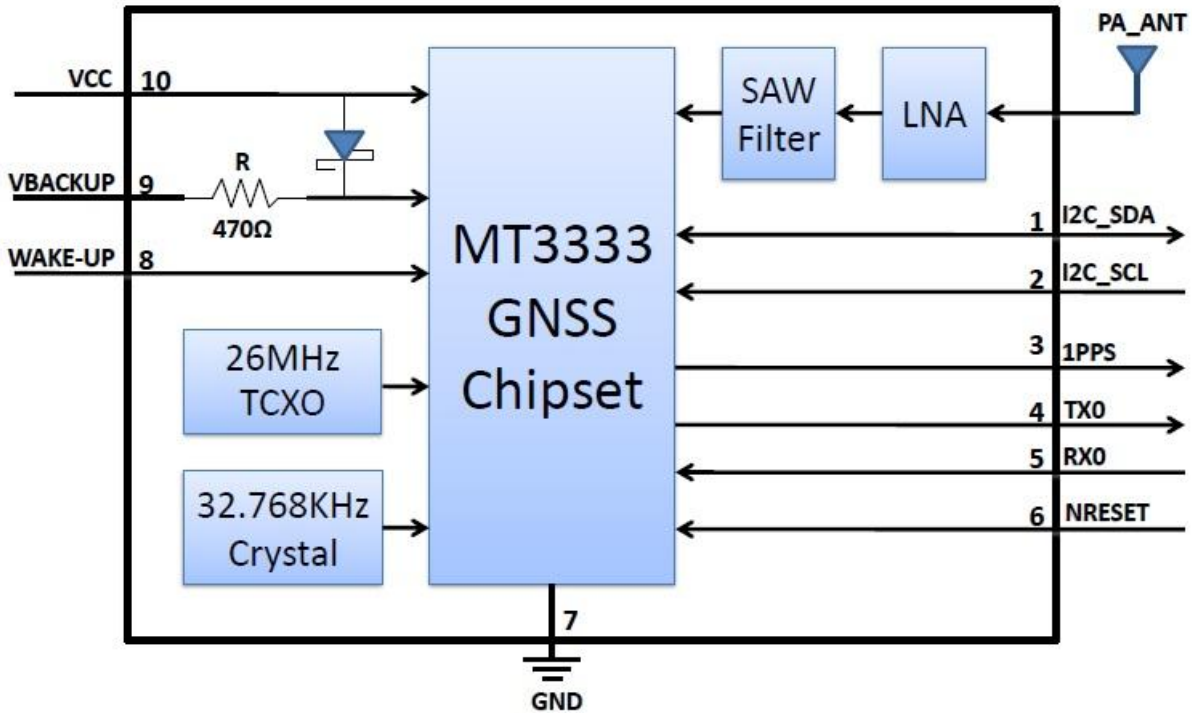 PA_ANT
VCC
10
SAW
Filter
LNA
R
VBACKUP
9
470Ω
WAKE-UP
8
MT3333
GNSS
Chipset
1
I2C_SDA
2
I2C_SCL
3
1PPS
4
TX0
5
RX0
6
NRESET
26MHz
TCXO
32.768KHz
Crystal
7
GND